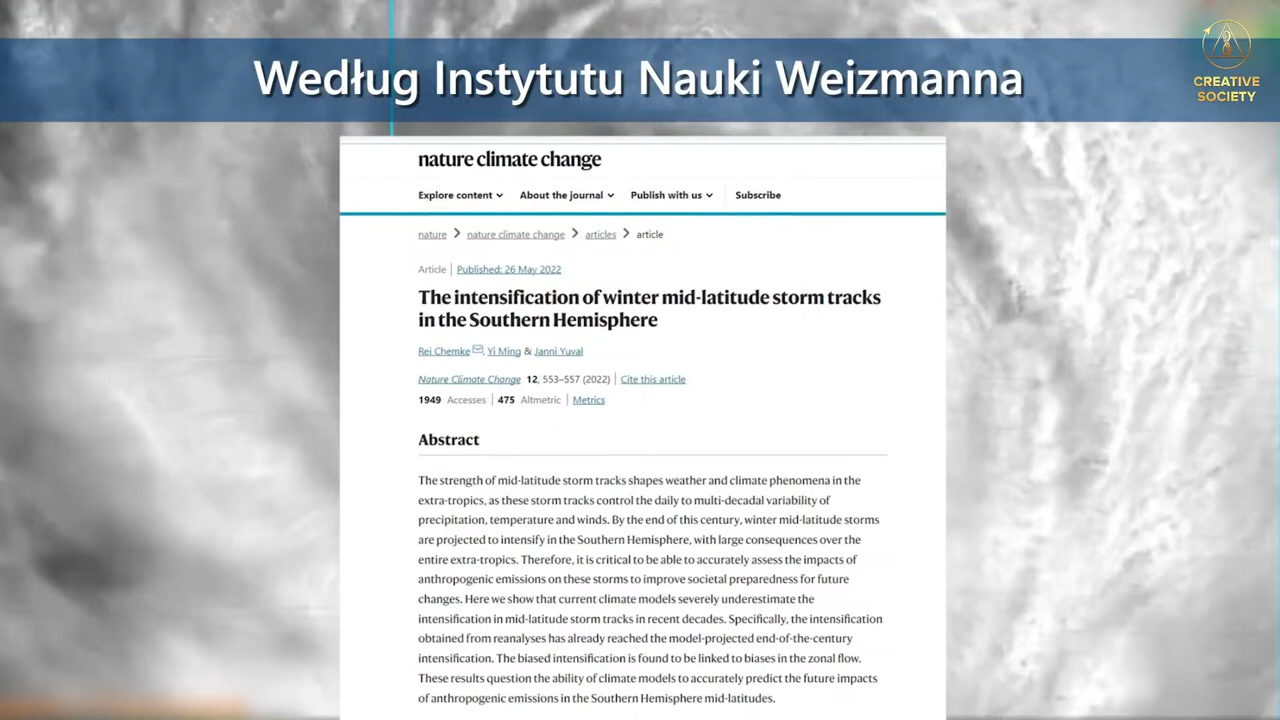 Według Instytutu Nauki Weizmanna
CREATIVE
SOCIETY
nature climate change
Explore content About the journal Publish with us Subscribe
nature > nature climate change > articles > article
Article | Published: 26 May 2022
The intensification of winter mid-latitude storm tracks
in the Southern Hemisphere
Rei Chemke, Yi Ming & Janni Yuval
Nature Climate Change 12, 553–557 (2022) | Cite this article
1949 Accesses | 475 Altmetric | Metrics
Abstract
The strength of mid-latitude storm tracks shapes weather and climate phenomena in the
extra-tropics, as these storm tracks control the daily to multi-decadal variability of
precipitation, temperature and winds. By the end of this century, winter mid-latitude storms
are projected to intensify in the Southern Hemisphere, with large consequences over the
entire extra-tropics. Therefore, it is critical to be able to accurately assess the impacts of
anthropogenic emissions on these storms to improve societal preparedness for future
changes. Here we show that current climate models severely underestimate the
intensification in mid-latitude storm tracks in recent decades. Specifically, the intensification
obtained from reanalyses has already reached the model-projected end-of-the-century
intensification. The biased intensification is found to be linked to biases in the zonal flow.
These results question the ability of climate models to accurately predict the future impacts
of anthropogenic emissions in the Southern Hemisphere mid-latitudes.